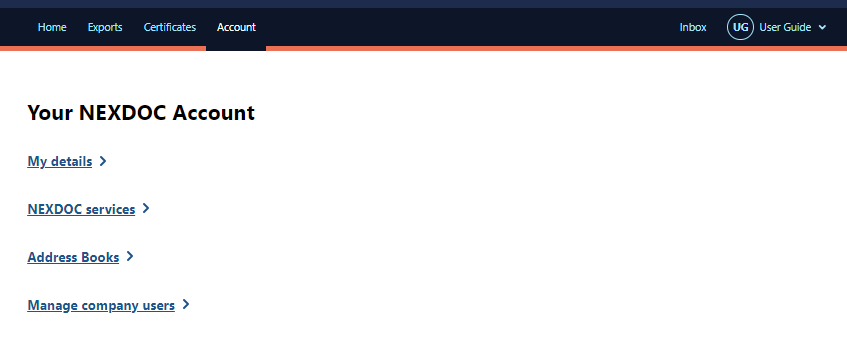 Home Exports Certificates Account Inbox UG User Guide
Your NEXDOC Account
My details
NEXDOC services
Address Books
Manage company users